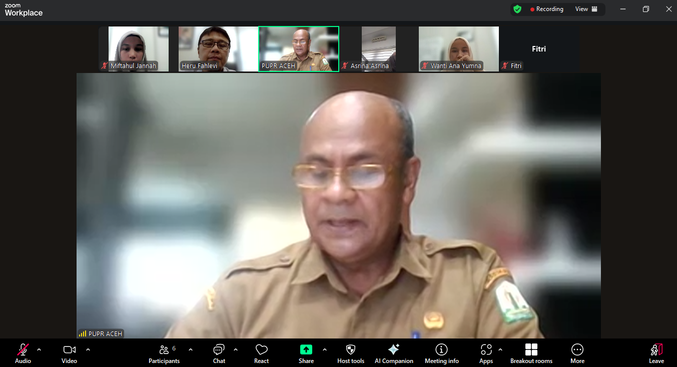 zoom
Workplace
Recording
View
Miftahul Jannah
Heru Fahlevi
PUPR ACEH
Asrina Asrina
Wanti Ana Yumna
Fitri
Fitri
PUPR ACEH
Audio
Video
Participants
6
Chat
React
Share
Host tools
AI Companion
Meeting info
Apps
Breakout rooms
More
Leave